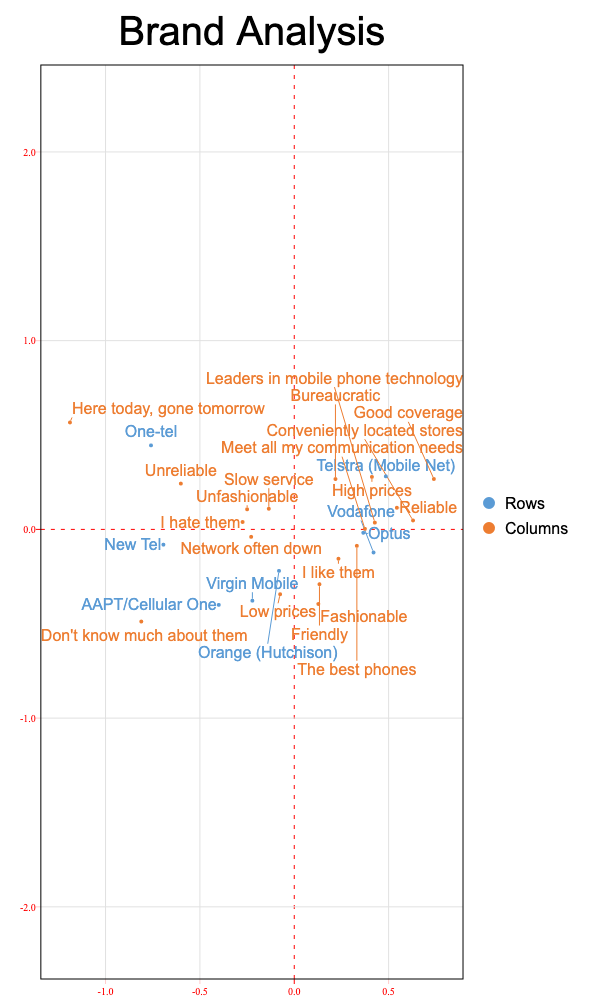 Brand Analysis
2.0
1.0
0.0
-1.0
-2.0
Leaders in mobile phone technology
Bureaucratic
Good coverage
Here today, gone tomorrow
One-tel
Conveniently located stores
Meet all my communication needs
Telstra (Mobile Net)
Unreliable
Slow service
High prices
Unfashionable
Reliable
Vodafone
I hate them
Optus
New Tel
Network often down
I like them
Virgin Mobile
AAPT/Cellular One
Low prices
Fashionable
Don't know much about them
Friendly
Orange (Hutchison)
The best phones
-1.0
-0.5
0.0
0.5
Rows
Columns